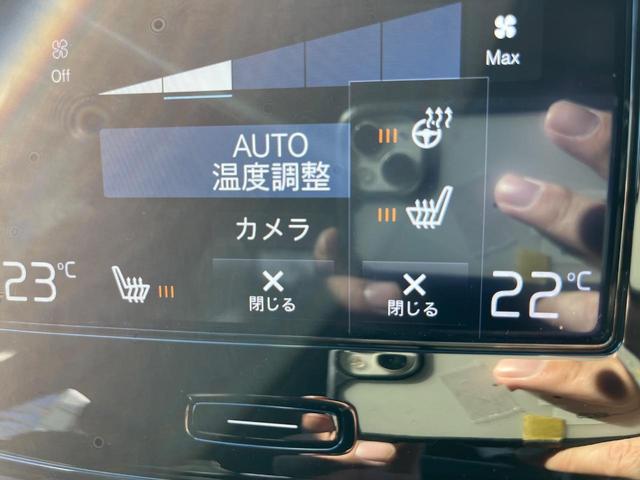 Off
Max
AUTO
温度調整
カメラ
23℃
×
閉じる
×
閉じる
22℃